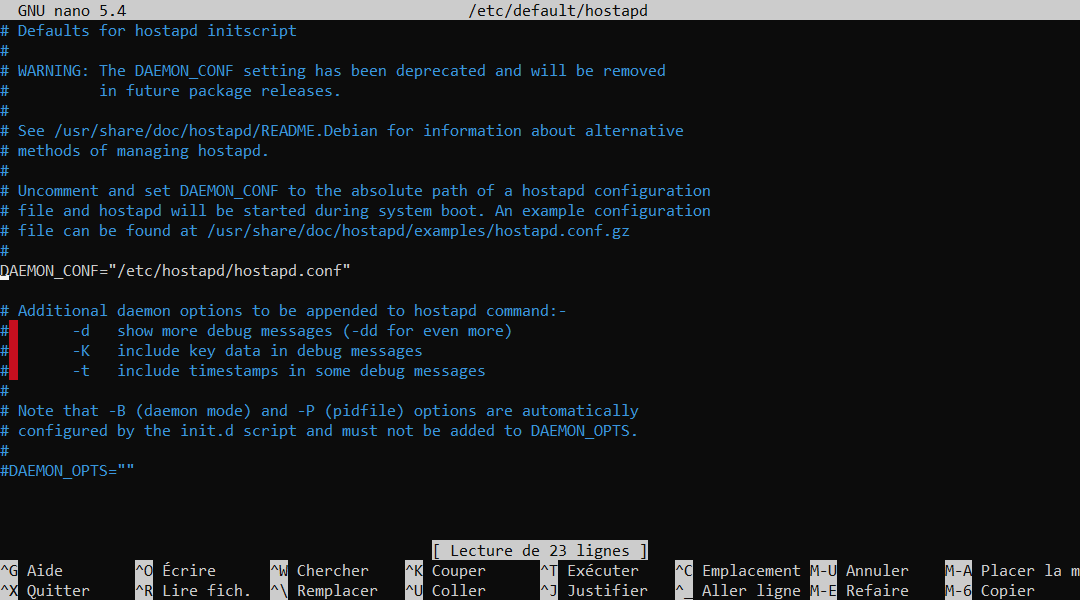 GNU nano 5.4 /etc/default/hostapd
# Defaults for hostapd initscript
#
# WARNING: The DAEMON_CONF setting has been deprecated and will be removed
#          in future package releases.
#
# See /usr/share/doc/hostapd/README.Debian for information about alternative
# methods of managing hostapd.
#
# Uncomment and set DAEMON_CONF to the absolute path of a hostapd configuration
# file and hostapd will be started during system boot. An example configuration
# file can be found at /usr/share/doc/hostapd/examples/hostapd.conf.gz
#
DAEMON_CONF="/etc/hostapd/hostapd.conf"
# Additional daemon options to be appended to hostapd command:-
#       -d   show more debug messages (-dd for even more)
#       -K   include key data in debug messages
#       -t   include timestamps in some debug messages
#
# Note that -B (daemon mode) and -P (pidfile) options are automatically
# configured by the init.d script and must not be added to DAEMON_OPTS.
#
#DAEMON_OPTS=""
[ Lecture de 23 lignes ]
^G Aide ^O Écrire ^W Chercher ^K Couper ^T Exécuter ^C Emplacement M-U Annuler M-A Placer la m
^X Quitter ^R Lire fich. ^\ Remplacer ^U Coller ^J Justifier ^_ Aller ligne M-E Refaire M-6 Copier